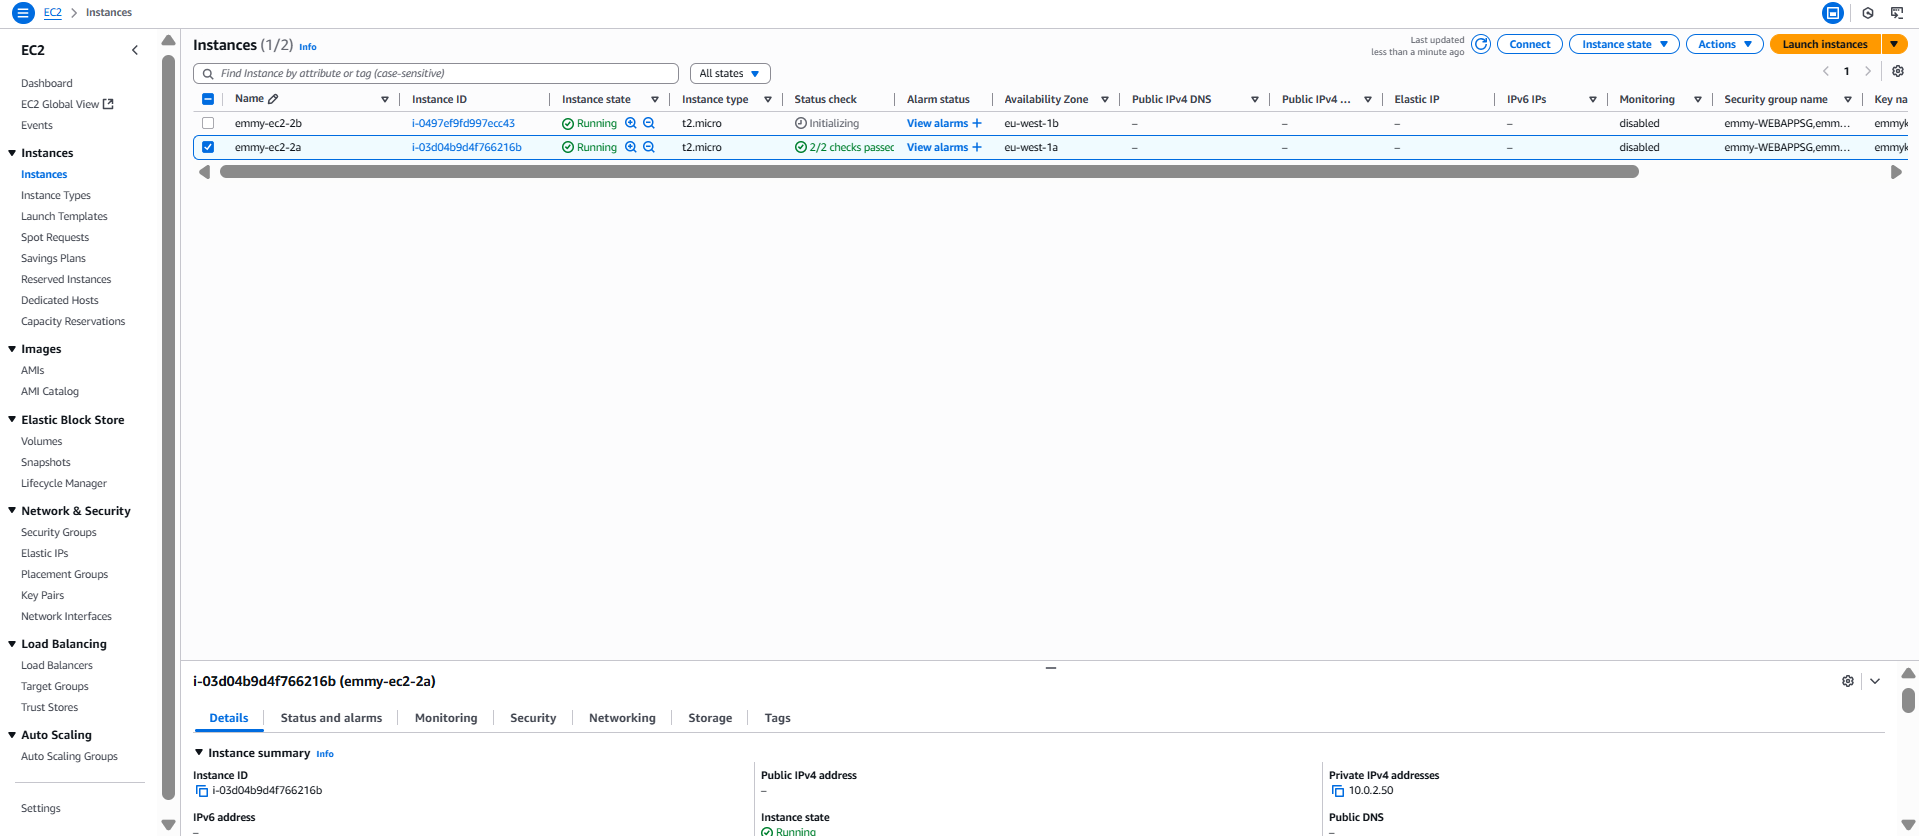 EC2 > Instances
EC2
Dashboard
EC2 Global View
Events
Instances
Instances
Instance Types
Launch Templates
Spot Requests
Savings Plans
Reserved Instances
Dedicated Hosts
Capacity Reservations
Images
AMIs
AMI Catalog
Elastic Block Store
Volumes
Snapshots
Lifecycle Manager
Network & Security
Security Groups
Elastic IPs
Placement Groups
Key Pairs
Network Interfaces
Load Balancing
Load Balancers
Target Groups
Trust Stores
Auto Scaling
Auto Scaling Groups
Settings
Instances (1/2) Info
Last updated
less than a minute ago
Connect Instance state Actions Launch instances
Find Instance by attribute or tag (case-sensitive) All states 1
Name Instance ID Instance state Instance type Status check Alarm status Availability Zone Public IPv4 DNS Public IPv4 ... Elastic IP IPv6 IPs Monitoring Security group name Key na
emmy-ec2-2b i-0497ef9fd997ecc43 Running t2.micro Initializing View alarms + eu-west-1b – – – – disabled emmy-WEBAPPSG,emm... emmyk
emmy-ec2-2a i-03d04b9d4f766216b Running t2.micro 2/2 checks passed View alarms + eu-west-1a – – – – disabled emmy-WEBAPPSG,emm... emmyk
i-03d04b9d4f766216b (emmy-ec2-2a)
Details Status and alarms Monitoring Security Networking Storage Tags
Instance summary Info
Instance ID Public IPv4 address Private IPv4 addresses
i-03d04b9d4f766216b – 10.0.2.50
IPv6 address Instance state Public DNS
– Running –